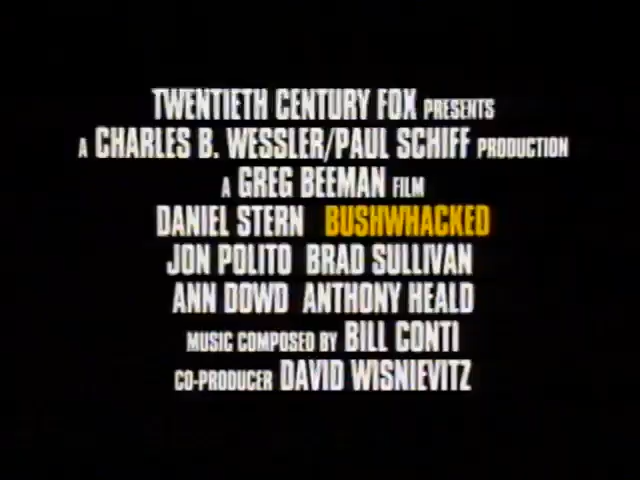 TWENTIETH CENTURY FOX PRESENTS
A CHARLES B. WESSLER/PAUL SCHIFF PRODUCTION
A GREG BEEMAN FILM
DANIEL STERN BUSHWHACKED
JON POLITO BRAD SULLIVAN
ANN DOWD ANTHONY HEALD
MUSIC COMPOSED BY BILL CONTI
CO-PRODUCER DAVID WISNIEVITZ